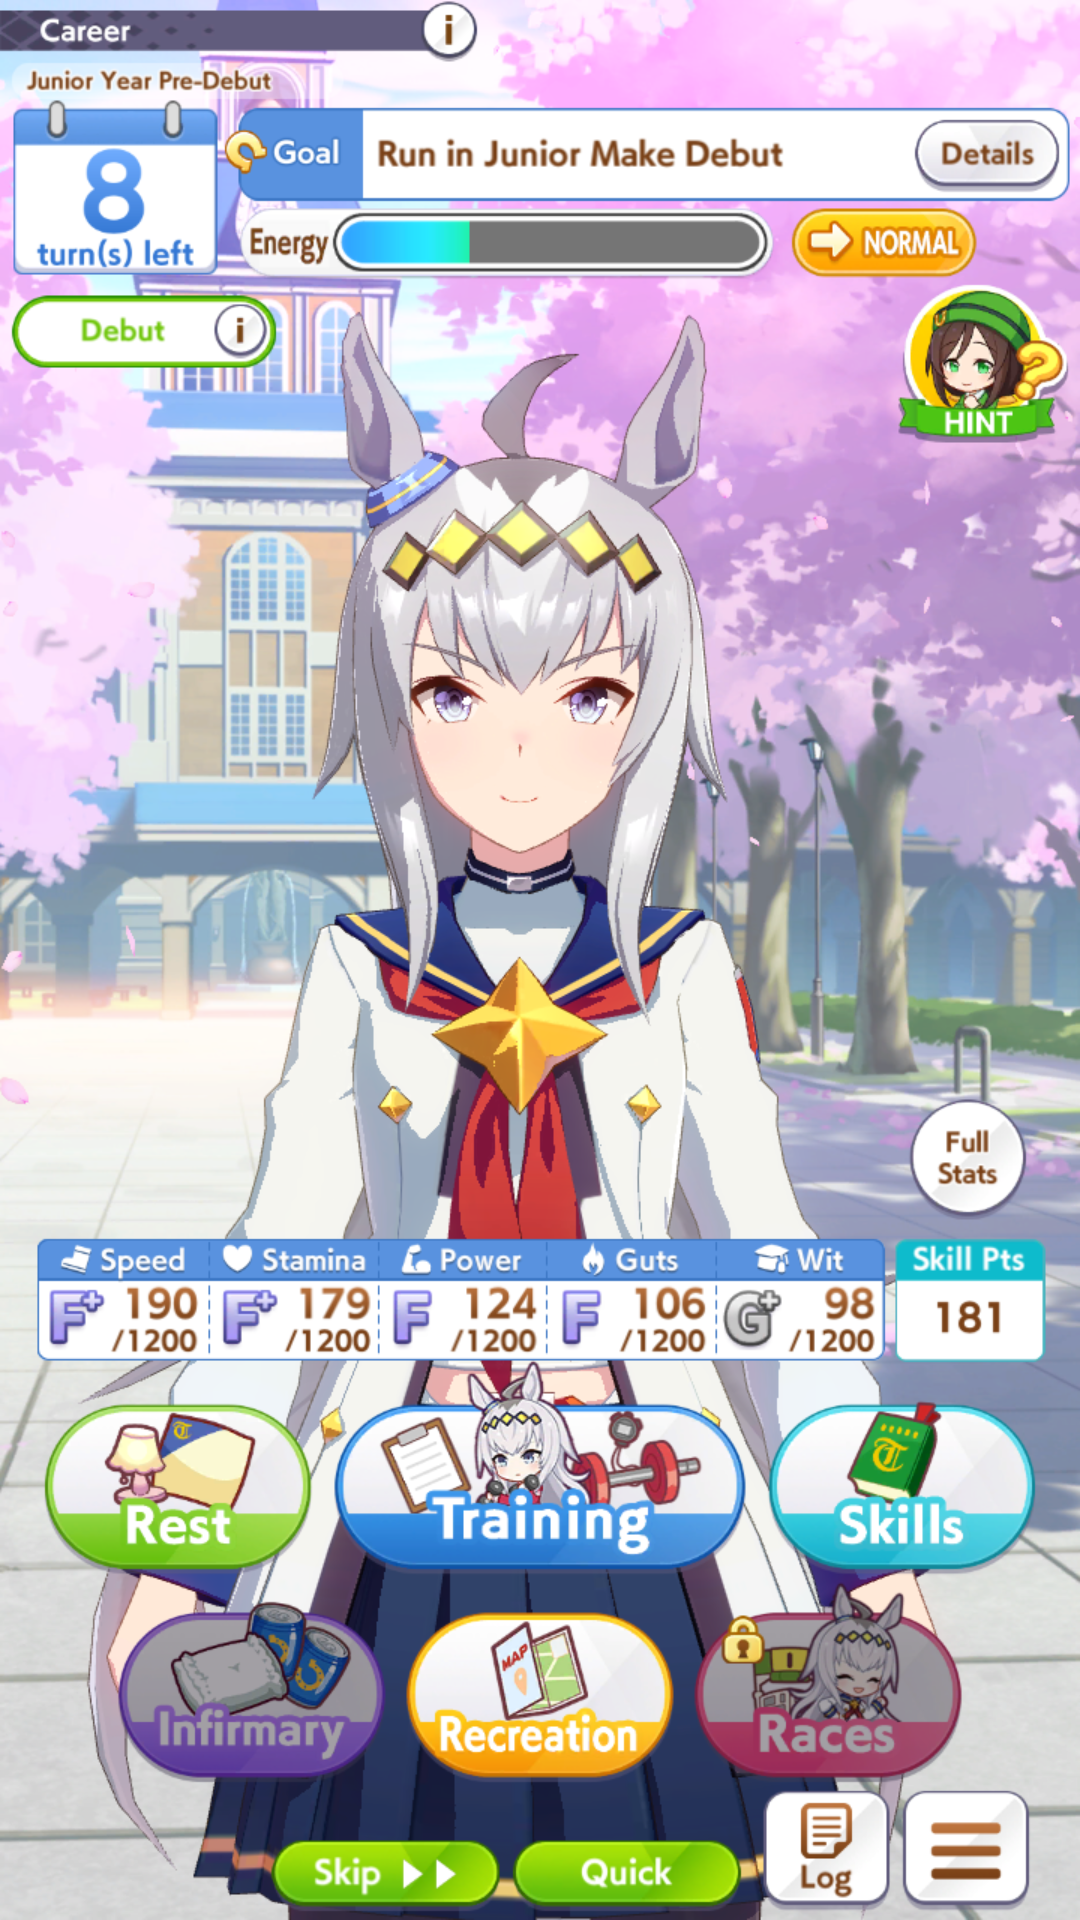 Career
i
Junior Year Pre-Debut
8
turn(s) left
Goal
Run in Junior Make Debut
Details
Energy
NORMAL
Debut
i
HINT
Full
Stats
Speed
Stamina
Power
Guts
Wit
Skill Pts
F+ 190
/1200
F+ 179
/1200
F 124
/1200
F 106
/1200
G+ 98
/1200
181
Rest
Training
Skills
Infirmary
MAP
Recreation
Races
Skip
Quick
Log